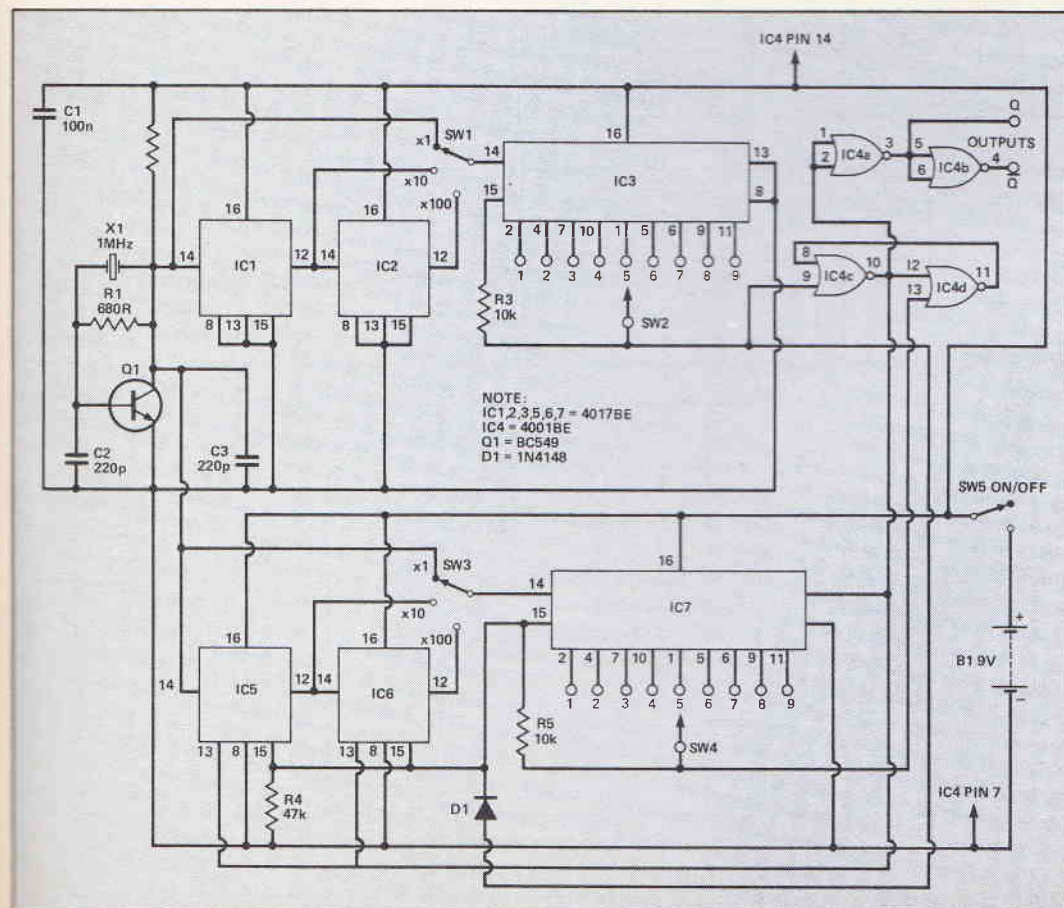 IC4 PIN 14
C1
100n
X1
1MHz
R1
680R
Q1
C2
220p
C3
220p
14
16
IC1
12
8 13 15
14
16
IC2
12
8 13 15
x1
SW1
x10
x100
14
15
16
IC3
13
8
2 4 7 10 1 5 6 9 11
1 2 3 4 5 6 7 8 9
R3
10k
SW2
1
2
IC4a
3
5
6
IC4b
4
Q
OUTPUTS
Q
8
9
IC4c
10
12
13
IC4d
11
NOTE:
IC1,2,3,5,6,7 = 4017BE
IC4 = 4001BE
Q1 = BC549
D1 = 1N4148
SW5 ON/OFF
x1
SW3
x10
x100
14
15
16
IC7
2 4 7 10 1 5 6 9 11
1 2 3 4 5 6 7 8 9
R5
10k
SW4
14
16
IC5
12
13 8 15
14
16
IC6
12
13 8 15
R4
47k
D1
+
B1 9V
−
IC4 PIN 7